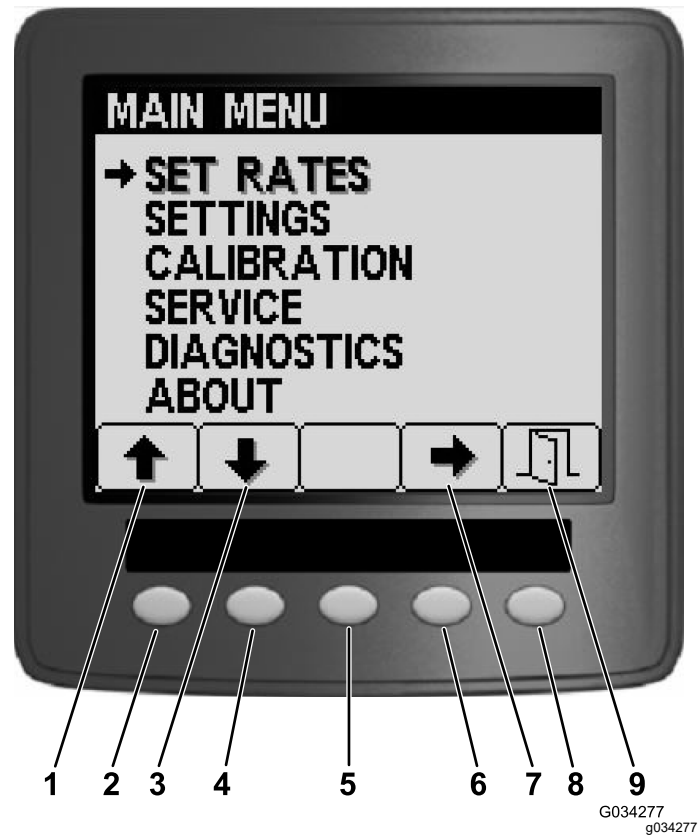 MAIN MENU
SET RATES
SETTINGS
CALIBRATION
SERVICE
DIAGNOSTICS
ABOUT
1 2 3 4 5 6 7 8 9
G034277
g034277